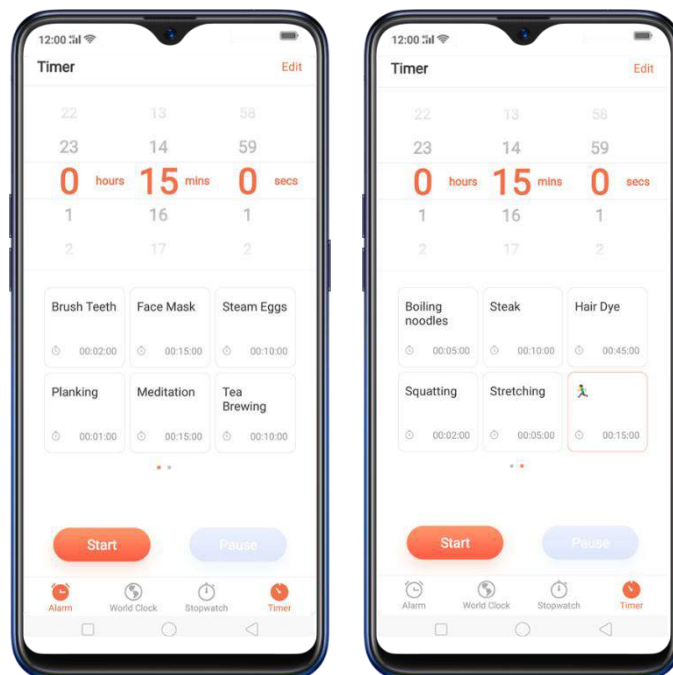 12:00
Timer
Edit
22 13 58
23 14 59
0 hours 15 mins 0 secs
1 16 1
2 17 2
Brush Teeth
00:02:00
Face Mask
00:15:00
Steam Eggs
00:10:00
Planking
00:01:00
Meditation
00:15:00
Tea
Brewing
00:10:00
Start
Pause
Alarm
World Clock
Stopwatch
Timer
12:00
Timer
Edit
22 13 58
23 14 59
0 hours 15 mins 0 secs
1 16 1
2 17 2
Boiling
noodles
00:05:00
Steak
00:10:00
Hair Dye
00:45:00
Squatting
00:02:00
Stretching
00:05:00
00:15:00
Start
Pause
Alarm
World Clock
Stopwatch
Timer